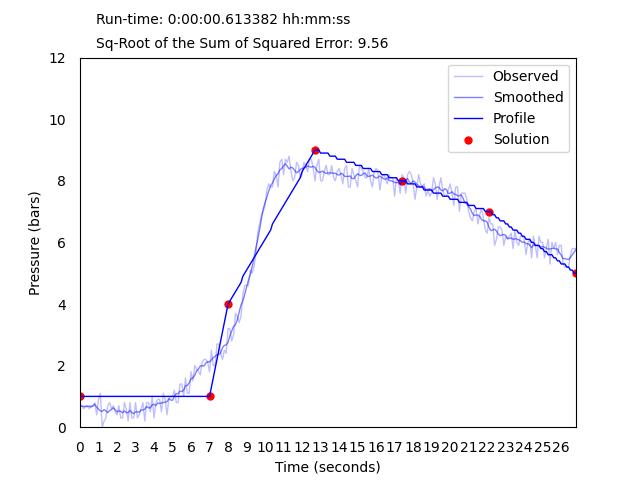 Run-time: 0:00:00.613382 hh:mm:ss
Sq-Root of the Sum of Squared Error: 9.56
12
10
8
6
4
2
0
Pressure (bars)
Observed
Smoothed
Profile
Solution
0 1 2 3 4 5 6 7 8 9 10 11 12 13 14 15 16 17 18 19 20 21 22 23 24 25 26
Time (seconds)